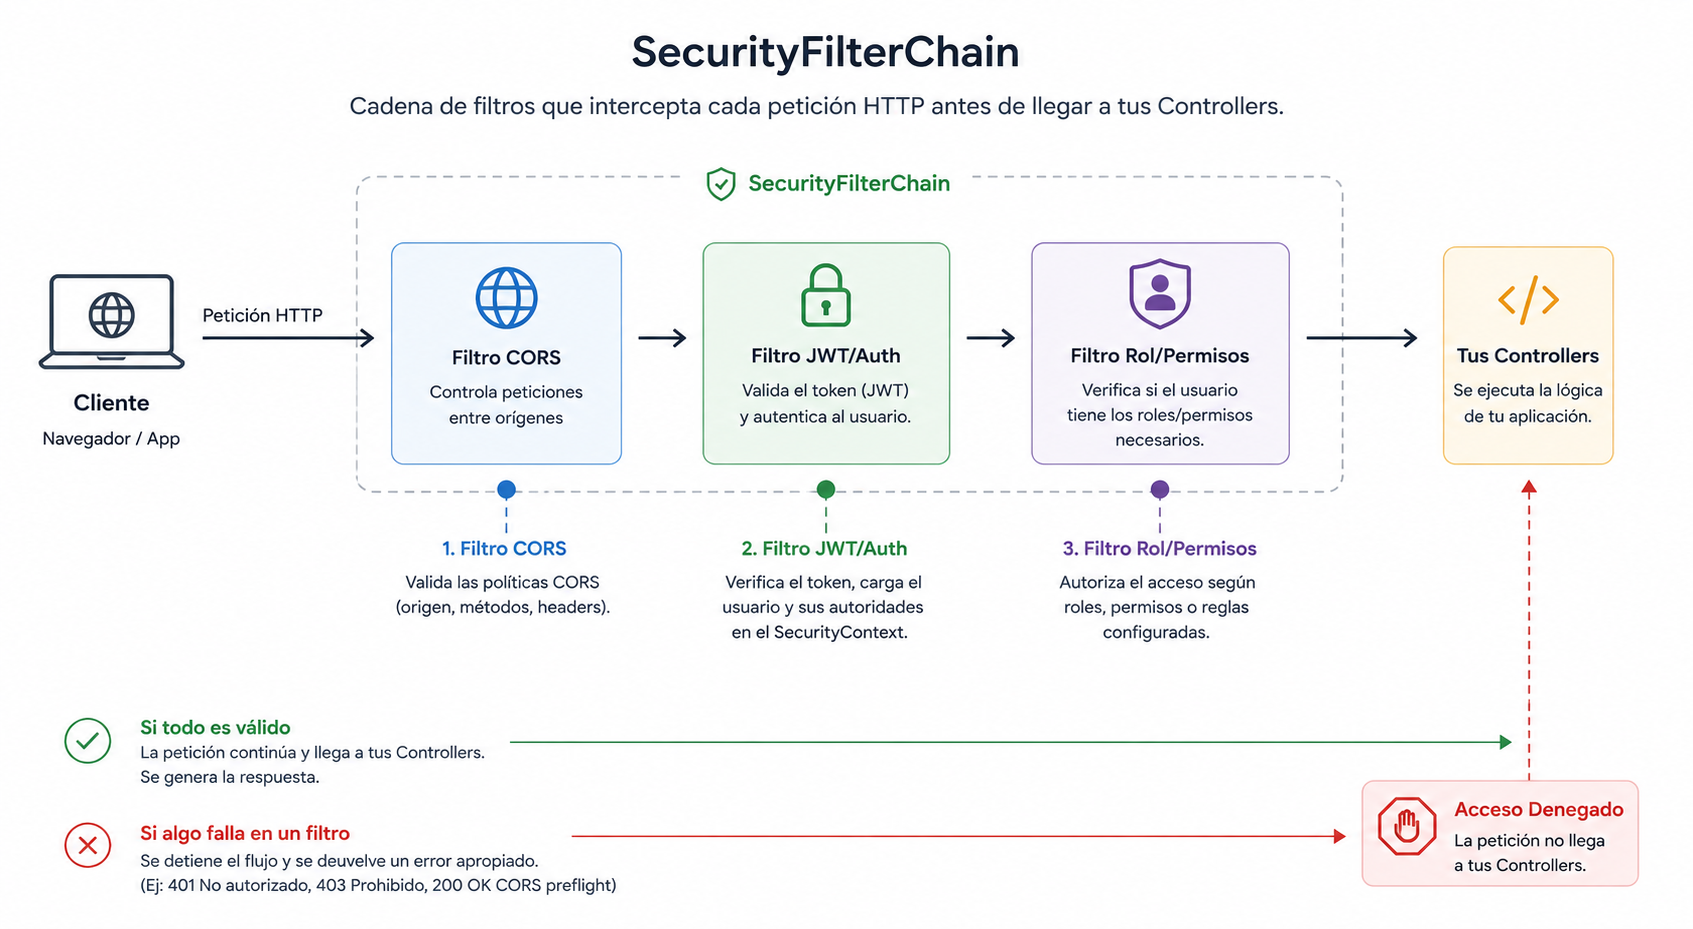 SecurityFilterChain
Cadena de filtros que intercepta cada petición HTTP antes de llegar a tus Controllers.
SecurityFilterChain
Petición HTTP
Cliente
Navegador / App
Filtro CORS
Controla peticiones
entre orígenes
Filtro JWT/Auth
Valida el token (JWT)
y autentica al usuario.
Filtro Rol/Permisos
Verifica si el usuario
tiene los roles/permisos
necesarios.
Tus Controllers
Se ejecuta la lógica
de tu aplicación.
1. Filtro CORS
Valida las políticas CORS
(origen, métodos, headers).
2. Filtro JWT/Auth
Verifica el token, carga el
usuario y sus autoridades
en el SecurityContext.
3. Filtro Rol/Permisos
Autoriza el acceso según
roles, permisos o reglas
configuradas.
Si todo es válido
La petición continúa y llega a tus Controllers.
Se genera la respuesta.
Si algo falla en un filtro
Se detiene el flujo y se deuvelve un error apropiado.
(Ej: 401 No autorizado, 403 Prohibido, 200 OK CORS preflight)
Acceso Denegado
La petición no llega
a tus Controllers.